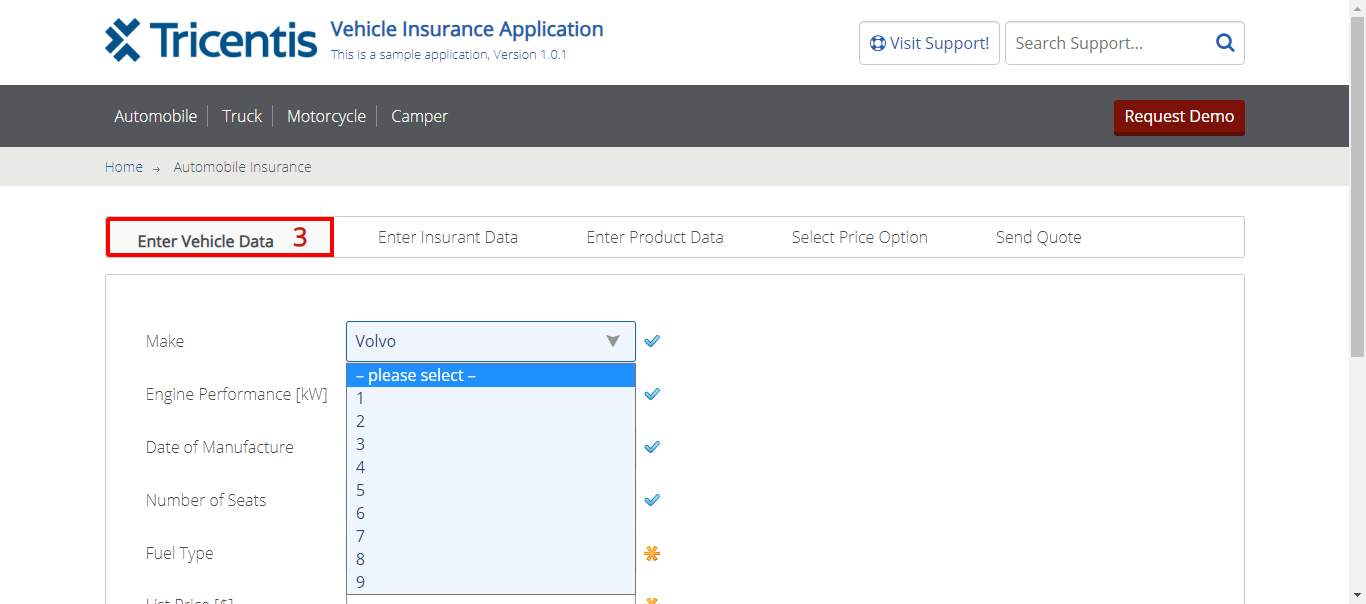 Tricentis
Vehicle Insurance Application
This is a sample application, Version 1.0.1
Visit Support!
Search Support...
Automobile
Truck
Motorcycle
Camper
Request Demo
Home → Automobile Insurance
Enter Vehicle Data 3
Enter Insurant Data
Enter Product Data
Select Price Option
Send Quote
Make
Volvo
– please select –
1
Engine Performance [kW]
2
3
Date of Manufacture
4
5
Number of Seats
6
7
Fuel Type
8
9
List Price [$]